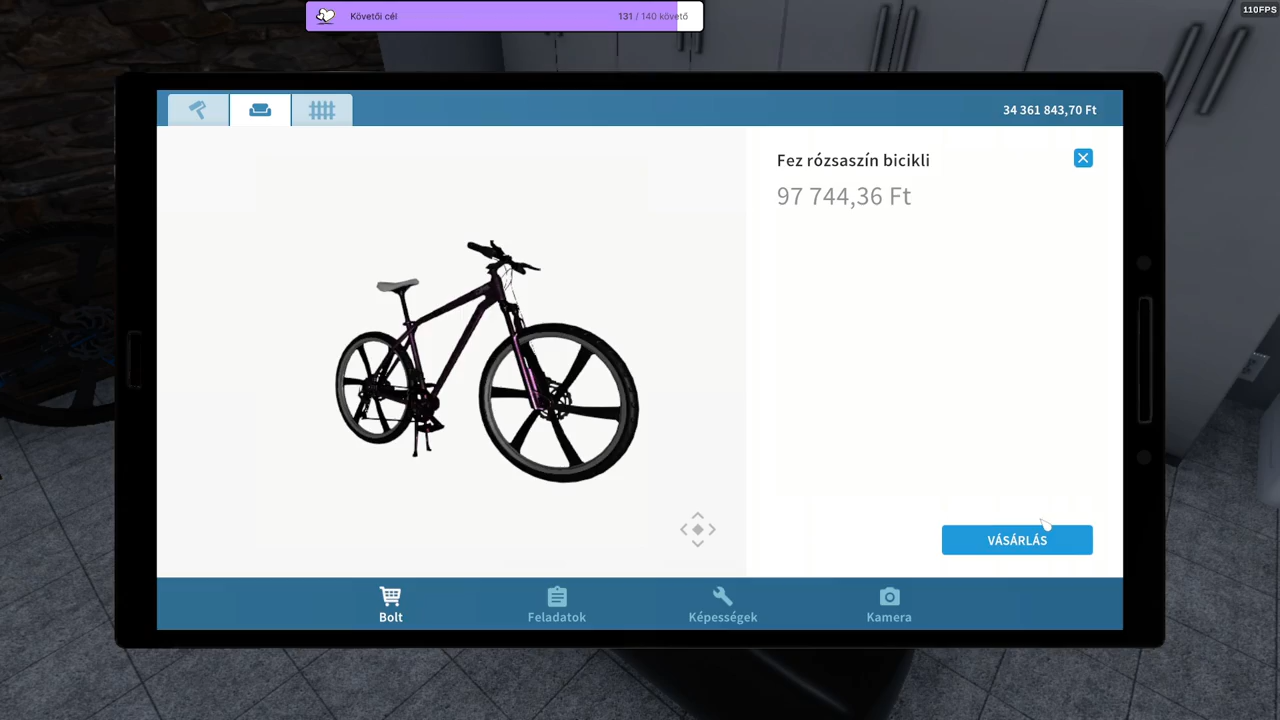 Követői cél
131 / 140 követő
110FPS
34 361 843,70 Ft
Fez rózsaszín bicikli
97 744,36 Ft
VÁSÁRLÁS
Bolt
Feladatok
Képességek
Kamera